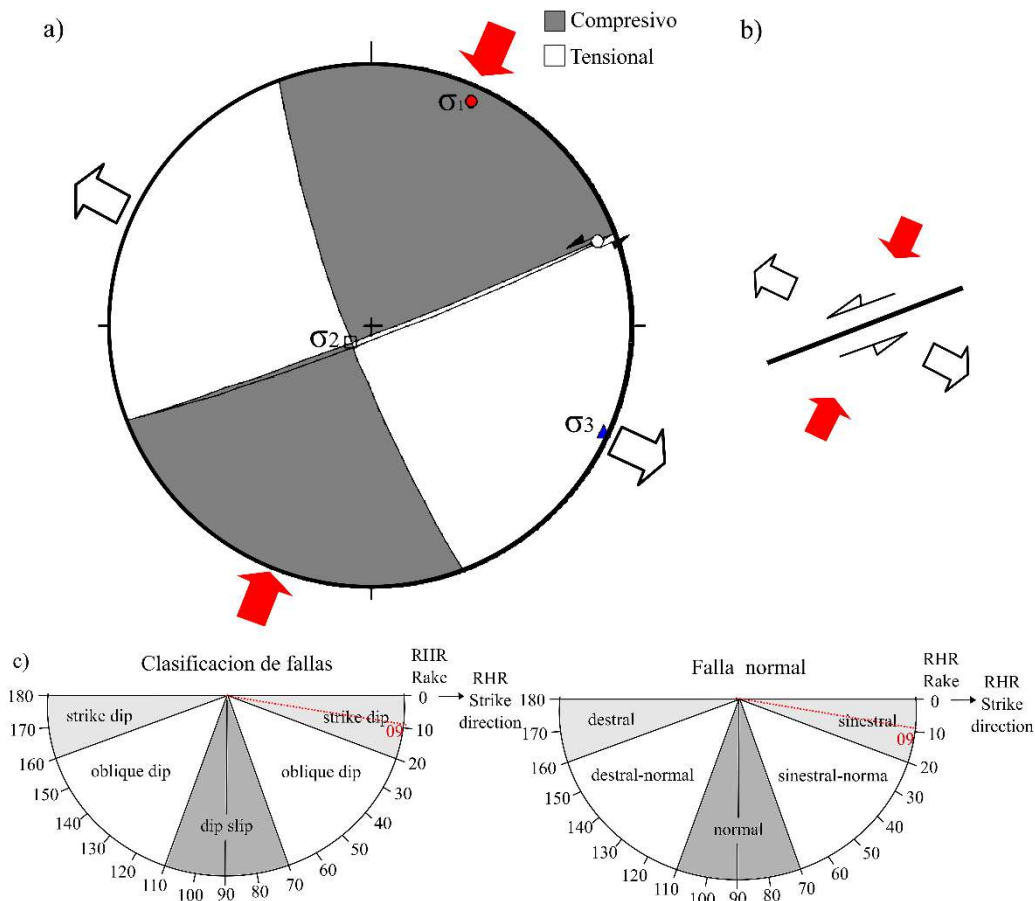 a)
Compresivo
Tensional
b)
σ1
σ2
σ3
c)
Clasificacion de fallas
RIIR
Rake
RHR
Strike
direction
180
170
160
150
140
130
120
110
100
90
80
70
60
50
40
30
20
10
0
strike dip
strike dip
09
oblique dip
oblique dip
dip slip
Falla normal
RHR
Rake
RHR
Strike
direction
180
170
160
150
140
130
120
110
100
90
80
70
60
50
40
30
20
10
0
destral
sinestral
09
destral-normal
sinestral-norma
normal